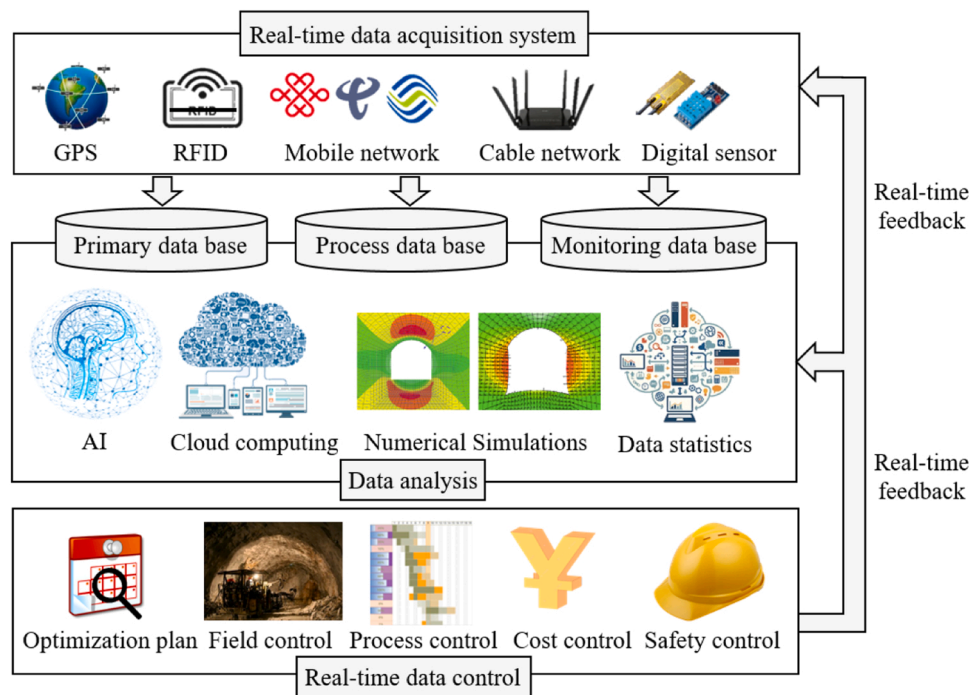 Real-time data acquisition system
RFID
GPS
RFID
Mobile network
Cable network
Digital sensor
Real-time
feedback
Primary data base
Process data base
Monitoring data base
AI
Cloud computing
Numerical Simulations
Data statistics
Data analysis
Real-time
feedback
Optimization plan
Field control
Process control
Cost control
Safety control
Real-time data control